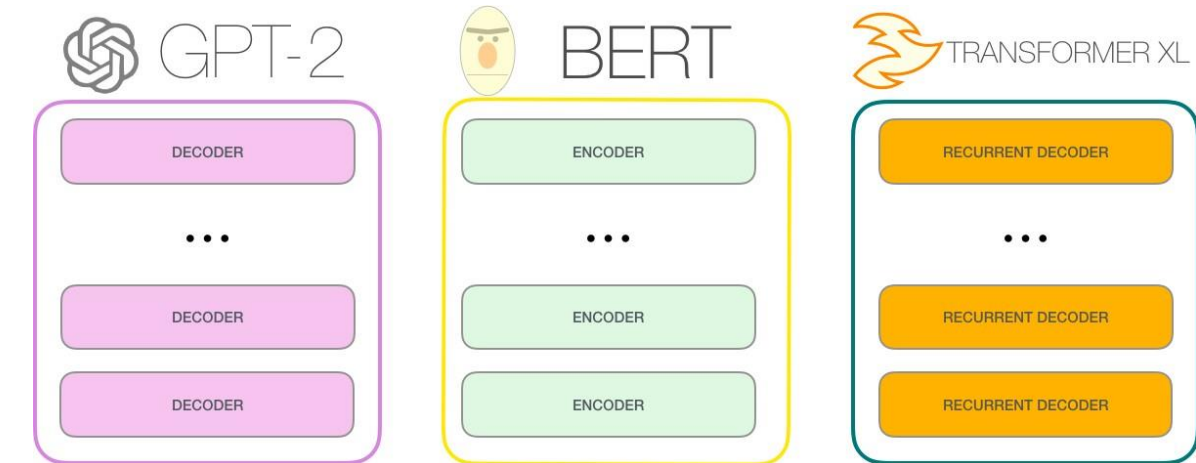 GPT-2
DECODER
...
DECODER
DECODER
BERT
ENCODER
...
ENCODER
ENCODER
TRANSFORMER XL
RECURRENT DECODER
...
RECURRENT DECODER
RECURRENT DECODER